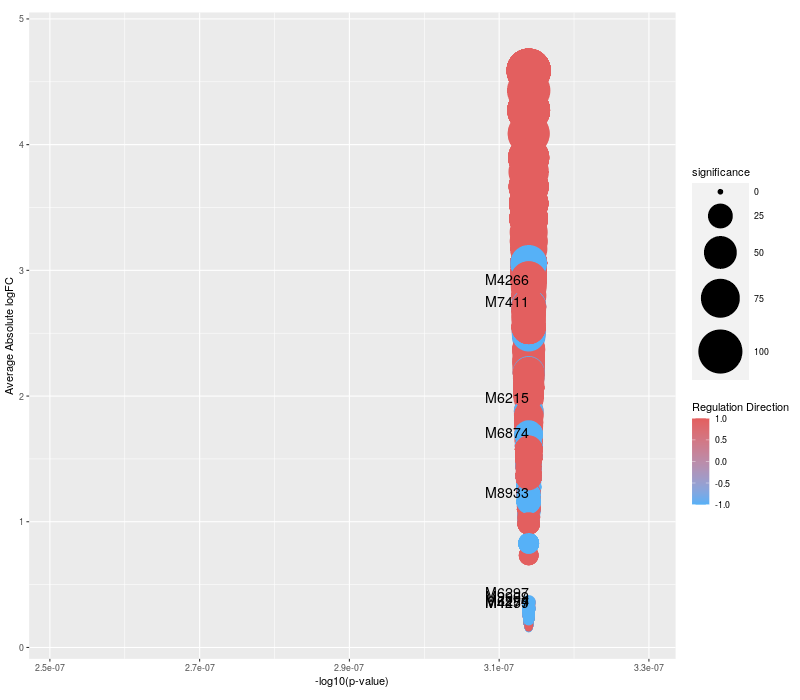 5
4
3
2
1
0
Average Absolute logFC
M4266
M7411
M6215
M6874
M8933
M6297
2.5e-07
2.7e-07
2.9e-07
3.1e-07
3.3e-07
-log10(p-value)
significance
0
25
50
75
100
Regulation Direction
1.0
0.5
0.0
-0.5
-1.0